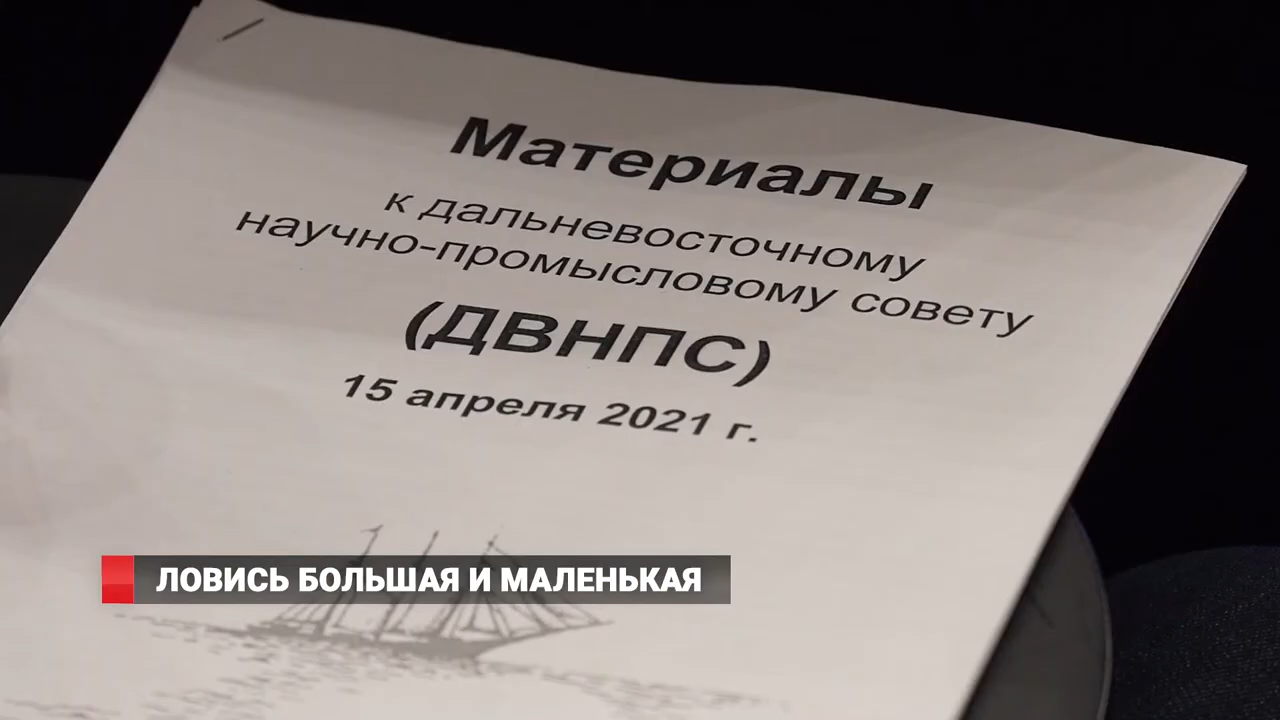 Материалы
к дальневосточному
научно-промысловому совету
(ДВНПС)
15 апреля 2021 г.
ЛОВИСЬ БОЛЬШАЯ И МАЛЕНЬКАЯ